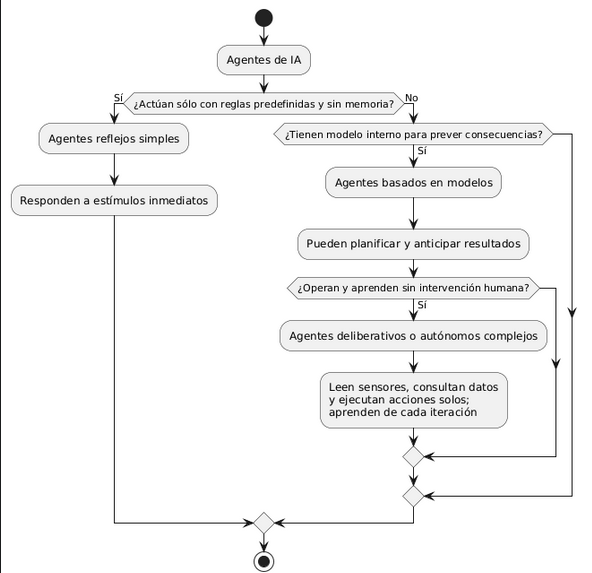 Agentes de IA
¿Actúan sólo con reglas predefinidas y sin memoria?
Sí
No
Agentes reflejos simples
Responden a estímulos inmediatos
¿Tienen modelo interno para prever consecuencias?
Sí
Agentes basados en modelos
Pueden planificar y anticipar resultados
¿Operan y aprenden sin intervención humana?
Sí
Agentes deliberativos o autónomos complejos
Leen sensores, consultan datos
y ejecutan acciones solos;
aprenden de cada iteración